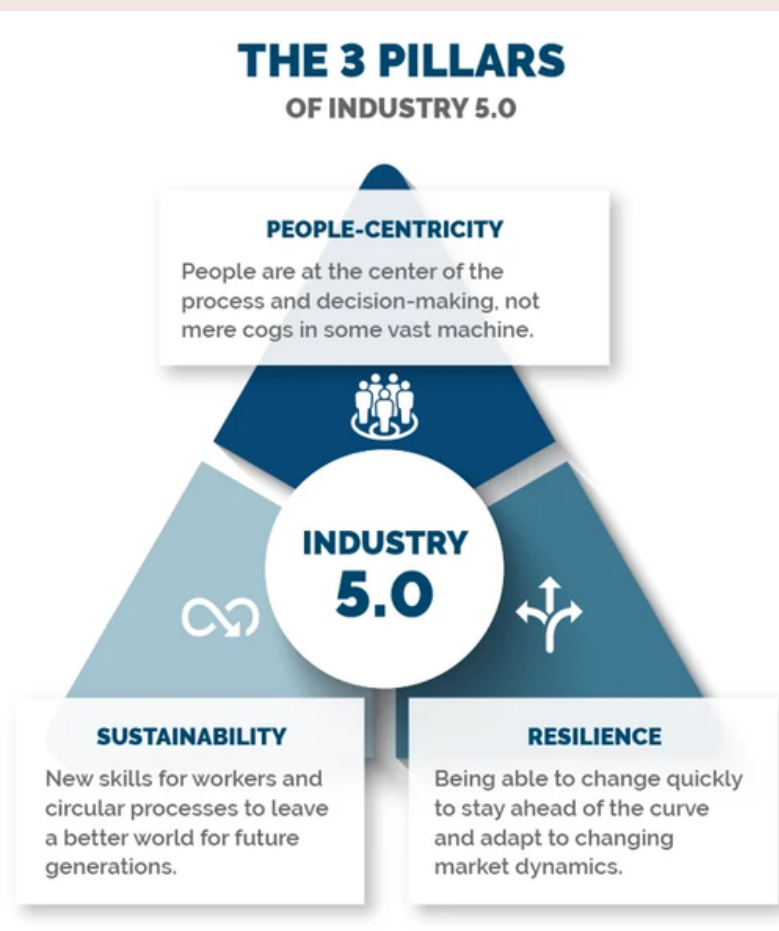 THE 3 PILLARS
OF INDUSTRY 5.0
PEOPLE-CENTRICITY
People are at the center of the
process and decision-making, not
mere cogs in some vast machine.
INDUSTRY
5.0
SUSTAINABILITY
New skills for workers and
circular processes to leave
a better world for future
generations.
RESILIENCE
Being able to change quickly
to stay ahead of the curve
and adapt to changing
market dynamics.